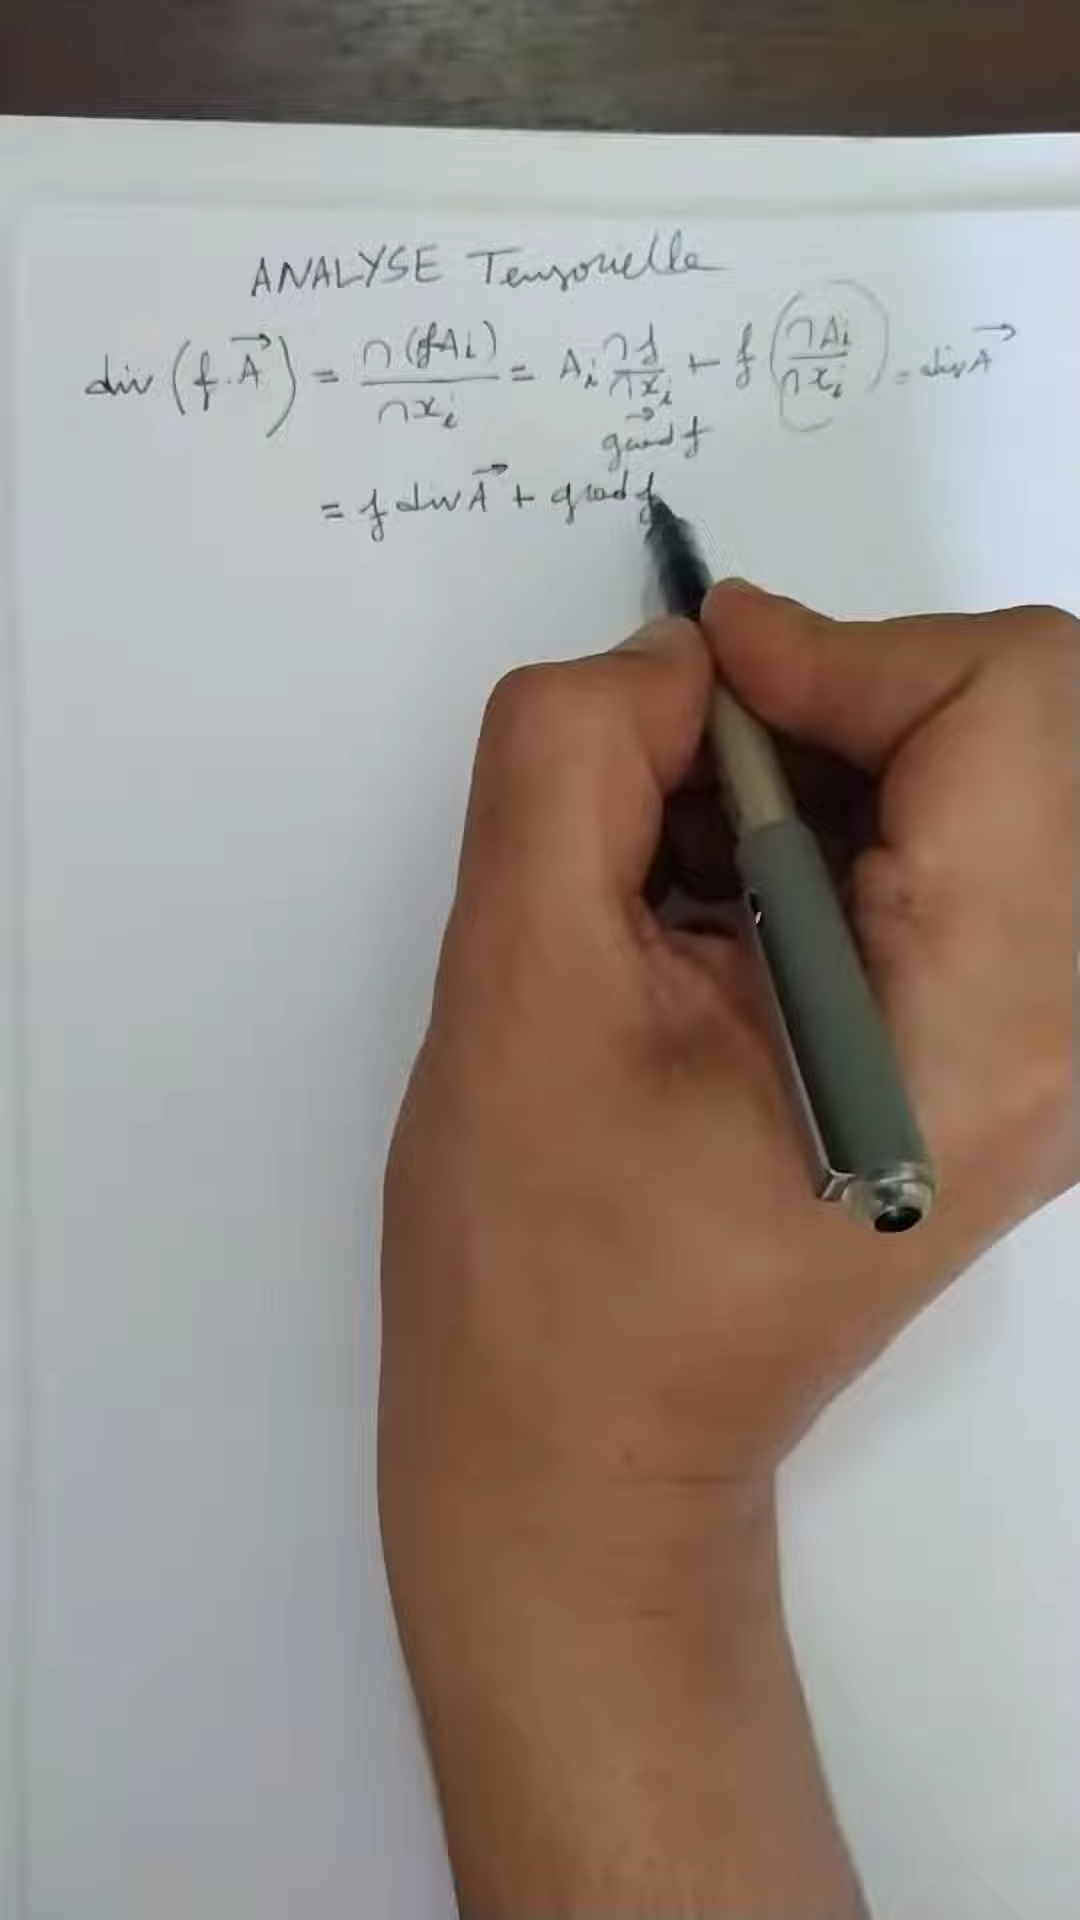 ANALYSE Tensorielle
div (f.A⃗) = ∂(fAi)/∂xi = Ai ∂f/∂xi + f (∂Ai/∂xi) = div A⃗
grad⃗ f
= f div A⃗ + grad f